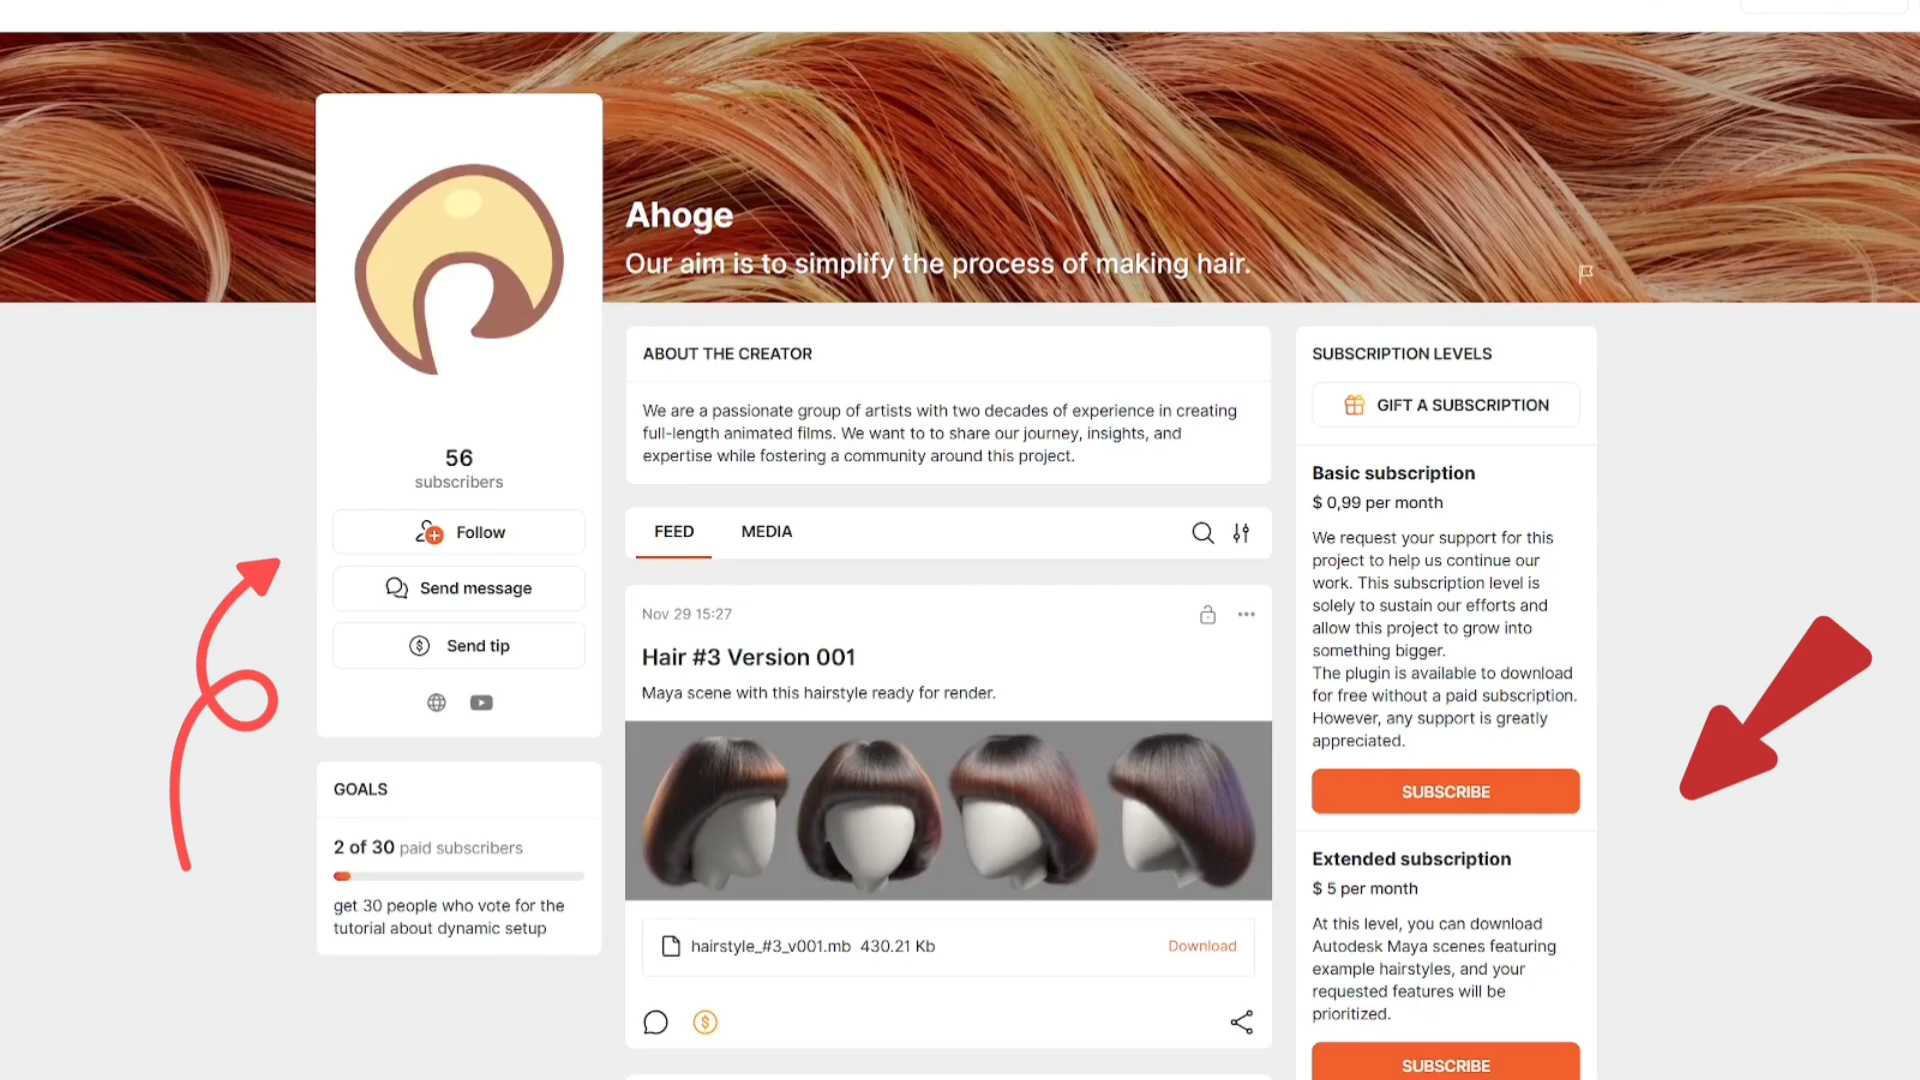 Ahoge
Our aim is to simplify the process of making hair.
56
subscribers
Follow
Send message
Send tip
GOALS
2 of 30 paid subscribers
get 30 people who vote for the
tutorial about dynamic setup
ABOUT THE CREATOR
We are a passionate group of artists with two decades of experience in creating
full-length animated films. We want to to share our journey, insights, and
expertise while fostering a community around this project.
FEED MEDIA
Nov 29 15:27
Hair #3 Version 001
Maya scene with this hairstyle ready for render.
hairstyle_#3_v001.mb 430.21 Kb Download
SUBSCRIPTION LEVELS
GIFT A SUBSCRIPTION
Basic subscription
$ 0,99 per month
We request your support for this
project to help us continue our
work. This subscription level is
solely to sustain our efforts and
allow this project to grow into
something bigger.
The plugin is available to download
for free without a paid subscription.
However, any support is greatly
appreciated.
SUBSCRIBE
Extended subscription
$ 5 per month
At this level, you can download
Autodesk Maya scenes featuring
example hairstyles, and your
requested features will be
prioritized.
SUBSCRIBE